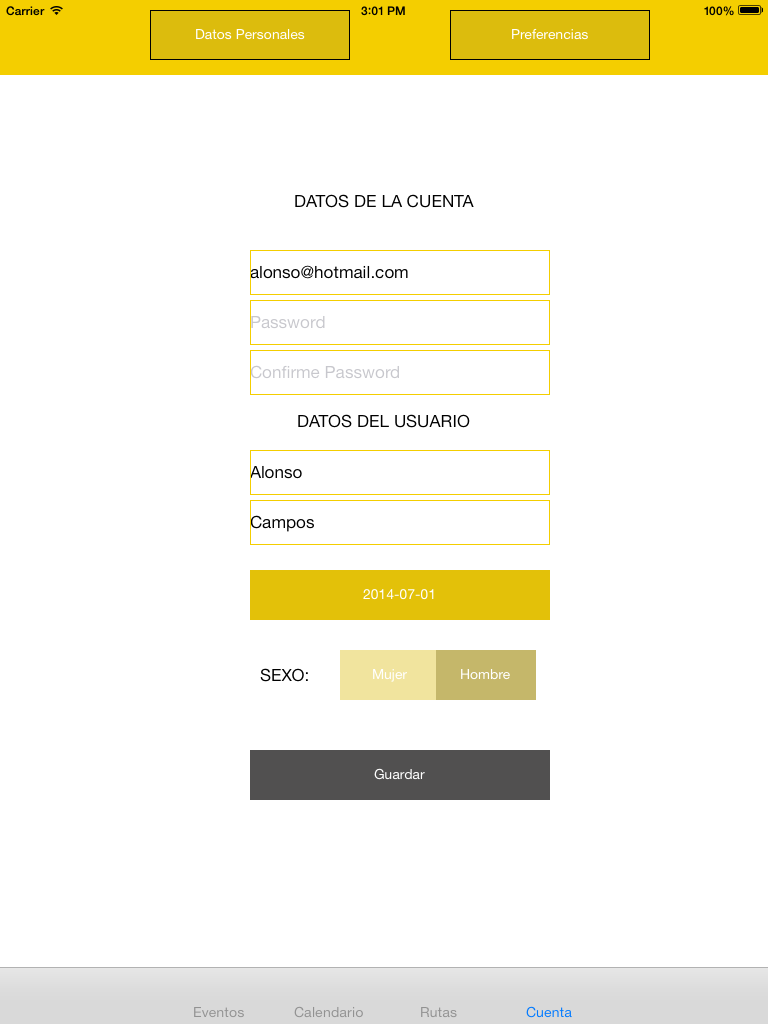 Carrier 3:01 PM 100%
Datos Personales Preferencias
DATOS DE LA CUENTA
alonso@hotmail.com
Password
Confirme Password
DATOS DEL USUARIO
Alonso
Campos
2014-07-01
SEXO: Mujer Hombre
Guardar
Eventos Calendario Rutas Cuenta